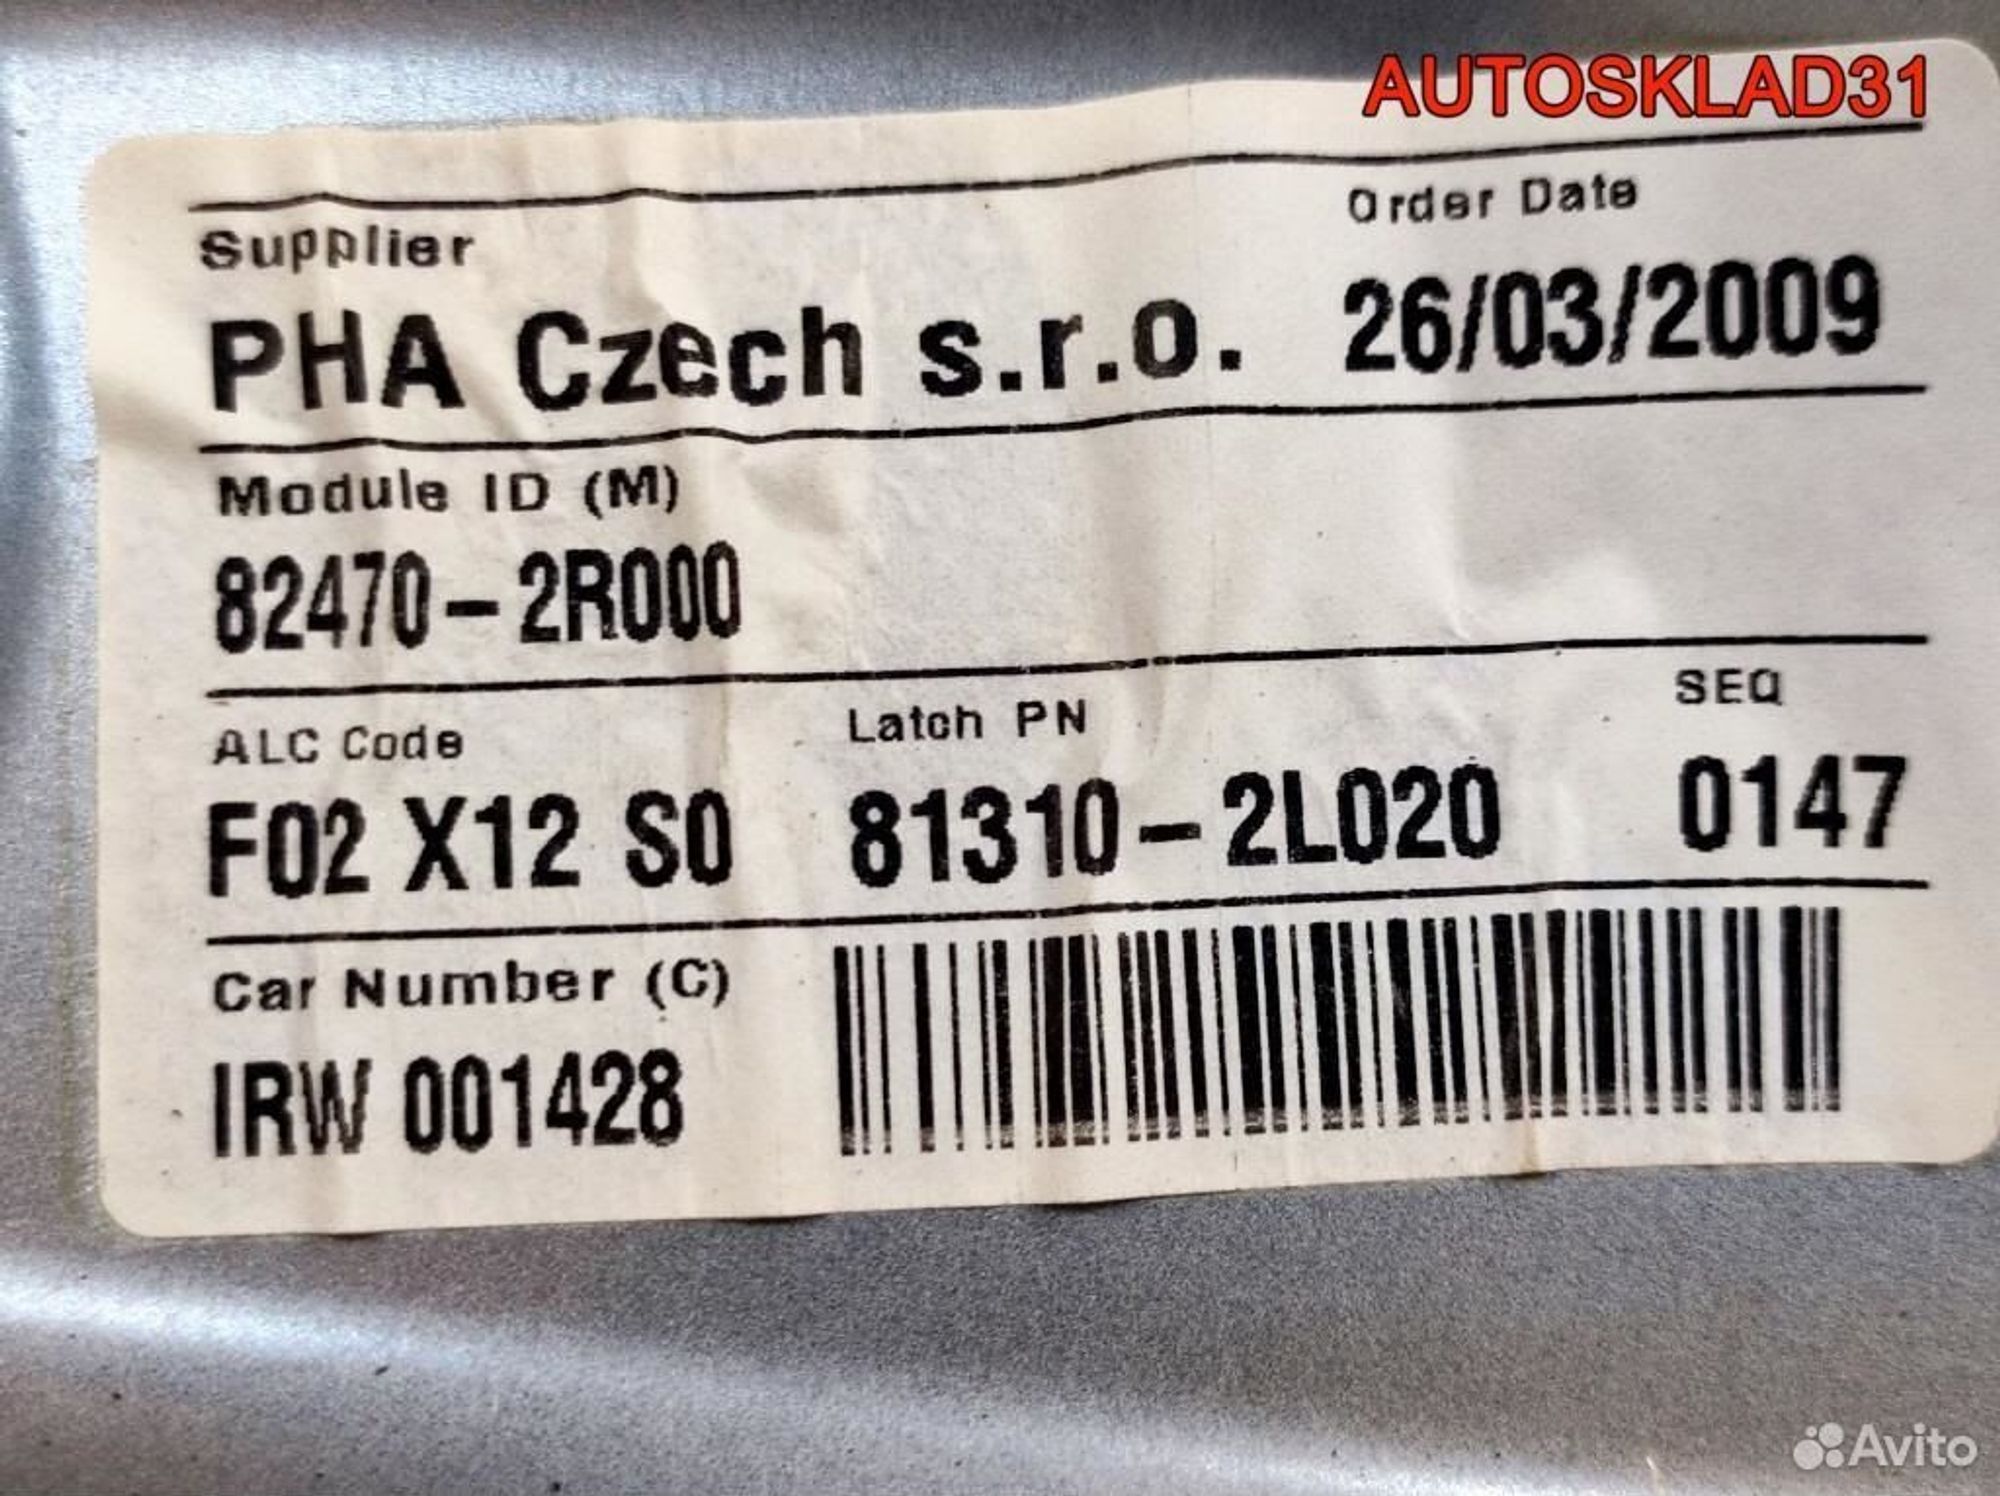 AUTOSKLAD31
Supplier
Order Date
PHA Czech s.r.o.
26/03/2009
Module ID (M)
82470-2R000
ALC Code
Latch PN
SEQ
F02 X12 S0
81310-2L020
0147
Car Number (C)
IRW 001428
Avito